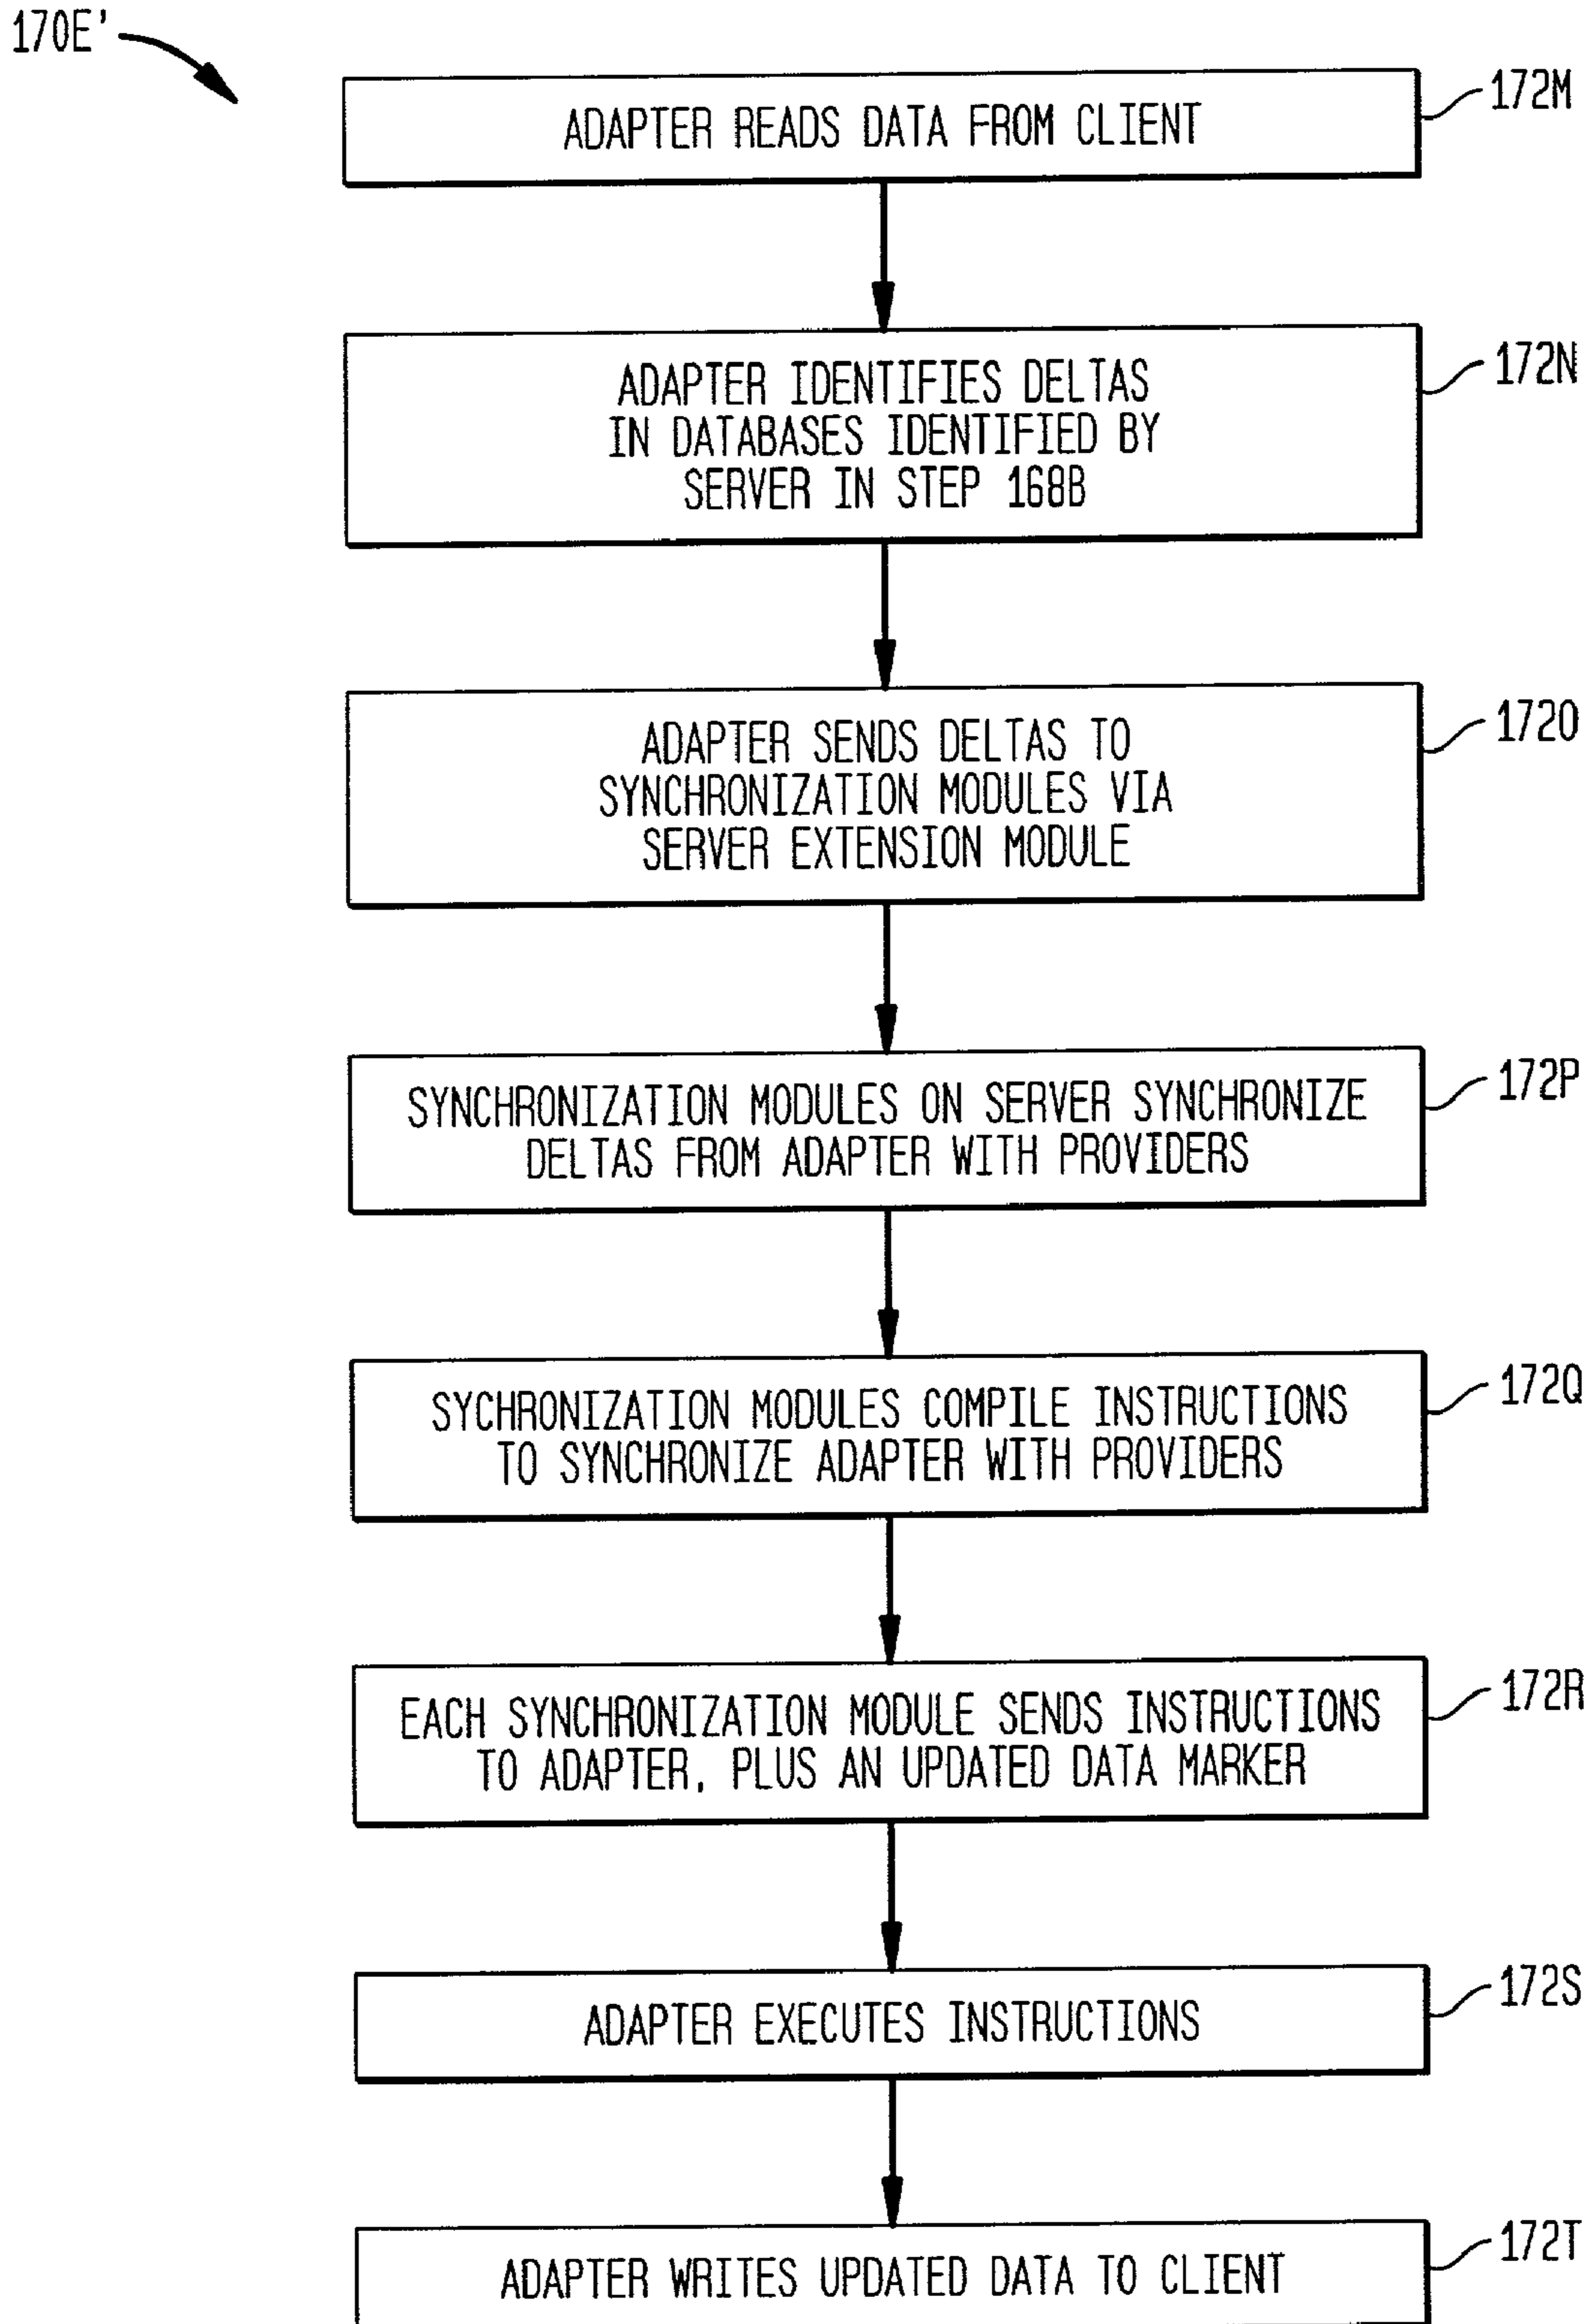 170E'
ADAPTER READS DATA FROM CLIENT
172M
ADAPTER IDENTIFIES DELTAS
IN DATABASES IDENTIFIED BY
SERVER IN STEP 168B
172N
ADAPTER SENDS DELTAS TO
SYNCHRONIZATION MODULES VIA
SERVER EXTENSION MODULE
172O
SYNCHRONIZATION MODULES ON SERVER SYNCHRONIZE
DELTAS FROM ADAPTER WITH PROVIDERS
172P
SYCHRONIZATION MODULES COMPILE INSTRUCTIONS
TO SYNCHRONIZE ADAPTER WITH PROVIDERS
172Q
EACH SYNCHRONIZATION MODULE SENDS INSTRUCTIONS
TO ADAPTER, PLUS AN UPDATED DATA MARKER
172R
ADAPTER EXECUTES INSTRUCTIONS
172S
ADAPTER WRITES UPDATED DATA TO CLIENT
172T